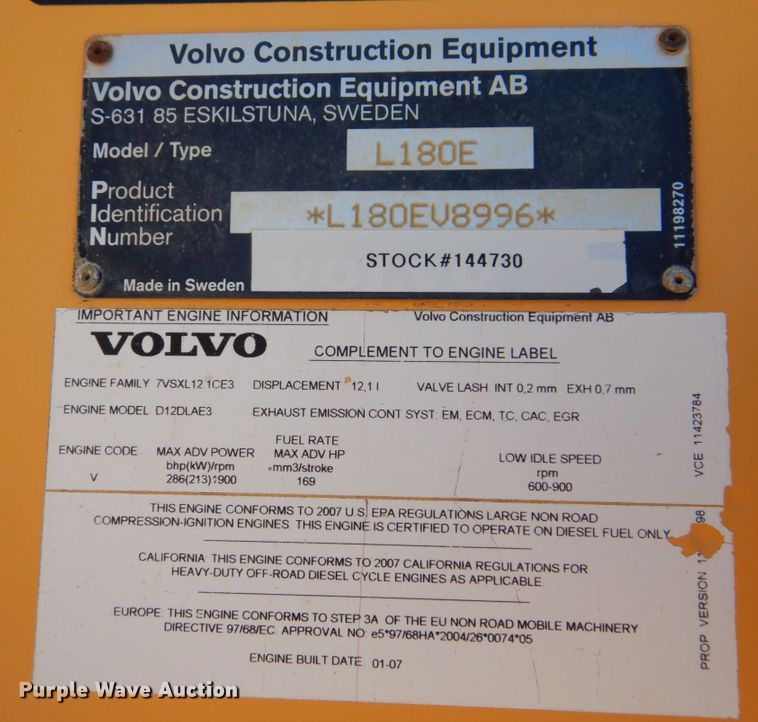 Volvo Construction Equipment
Volvo Construction Equipment AB
S-631 85 ESKILSTUNA, SWEDEN
Model / Type L180E
Product
Identification *L180EV8996*
Number
STOCK#144730
Made in Sweden
11198270
IMPORTANT ENGINE INFORMATION Volvo Construction Equipment AB
VOLVO COMPLEMENT TO ENGINE LABEL
ENGINE FAMILY 7VSXL12 1CE3 DISPLACEMENT 12,1 l VALVE LASH INT 0,2 mm EXH 0,7 mm
ENGINE MODEL D12DLAE3 EXHAUST EMISSION CONT SYST: EM, ECM, TC, CAC, EGR
ENGINE CODE MAX ADV POWER FUEL RATE LOW IDLE SPEED
bhp(kW)/rpm MAX ADV HP rpm
mm3/stroke
V 286(213)1900 169 600-900
VCE 11423784
THIS ENGINE CONFORMS TO 2007 U.S. EPA REGULATIONS LARGE NON ROAD
COMPRESSION-IGNITION ENGINES. THIS ENGINE IS CERTIFIED TO OPERATE ON DIESEL FUEL ONLY
CALIFORNIA: THIS ENGINE CONFORMS TO 2007 CALIFORNIA REGULATIONS FOR
HEAVY-DUTY OFF-ROAD DIESEL CYCLE ENGINES AS APPLICABLE
EUROPE: THIS ENGINE CONFORMS TO STEP 3A OF THE EU NON ROAD MOBILE MACHINERY
DIRECTIVE 97/68/EC. APPROVAL NO: e5*97/68HA*2004/26*0074*05
ENGINE BUILT DATE 01-07
PROP VERSION
Purple Wave Auction